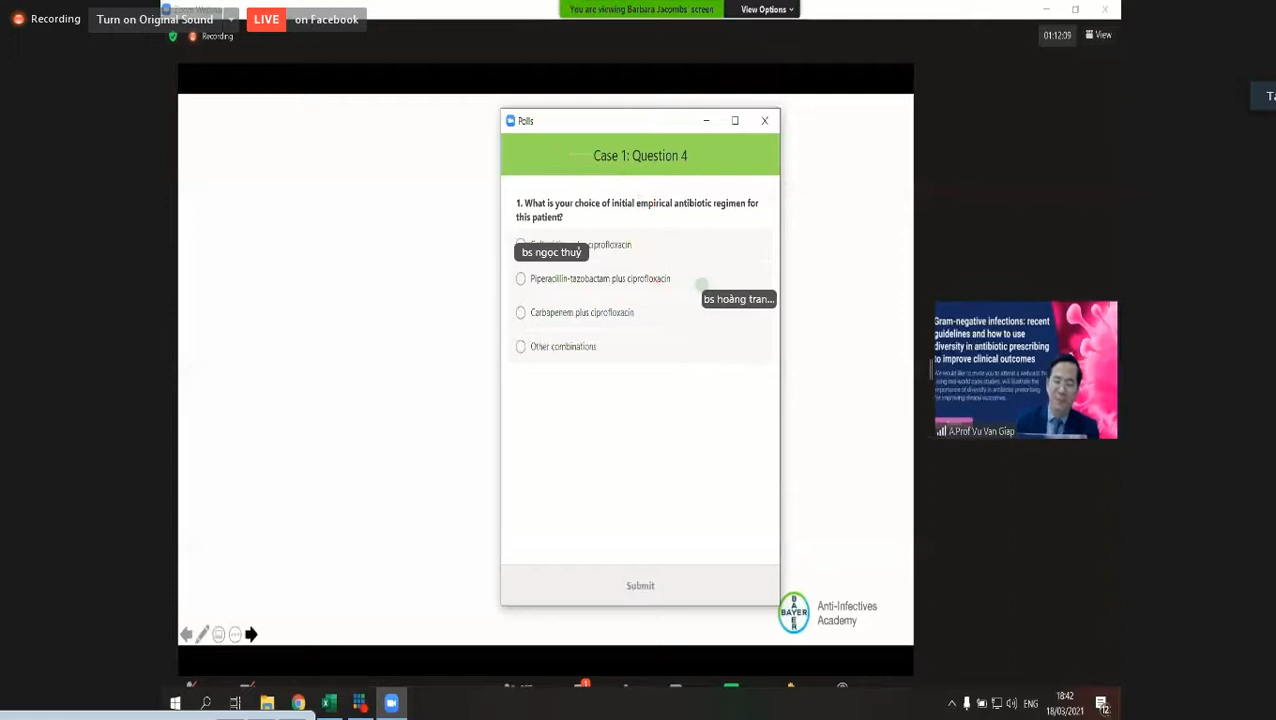 Recording
Turn on Original Sound
LIVE on Facebook
You are viewing Barbara Jacombs' screen
View Options
Recording
01:12:09
View
Polls
Case 1: Question 4
1. What is your choice of initial empirical antibiotic regimen for
this patient?
ciprofloxacin
bs ngọc thuỷ
Piperacillin-tazobactam plus ciprofloxacin
bs hoàng tran...
Carbapenem plus ciprofloxacin
Other combinations
Submit
Gram-negative infections: recent
guidelines and how to use
diversity in antibiotic prescribing
to improve clinical outcomes
A.Prof Vu Van Giap
BAYER
BAYER
Anti-Infectives
Academy
1
ENG
18:42
18/03/2021
12